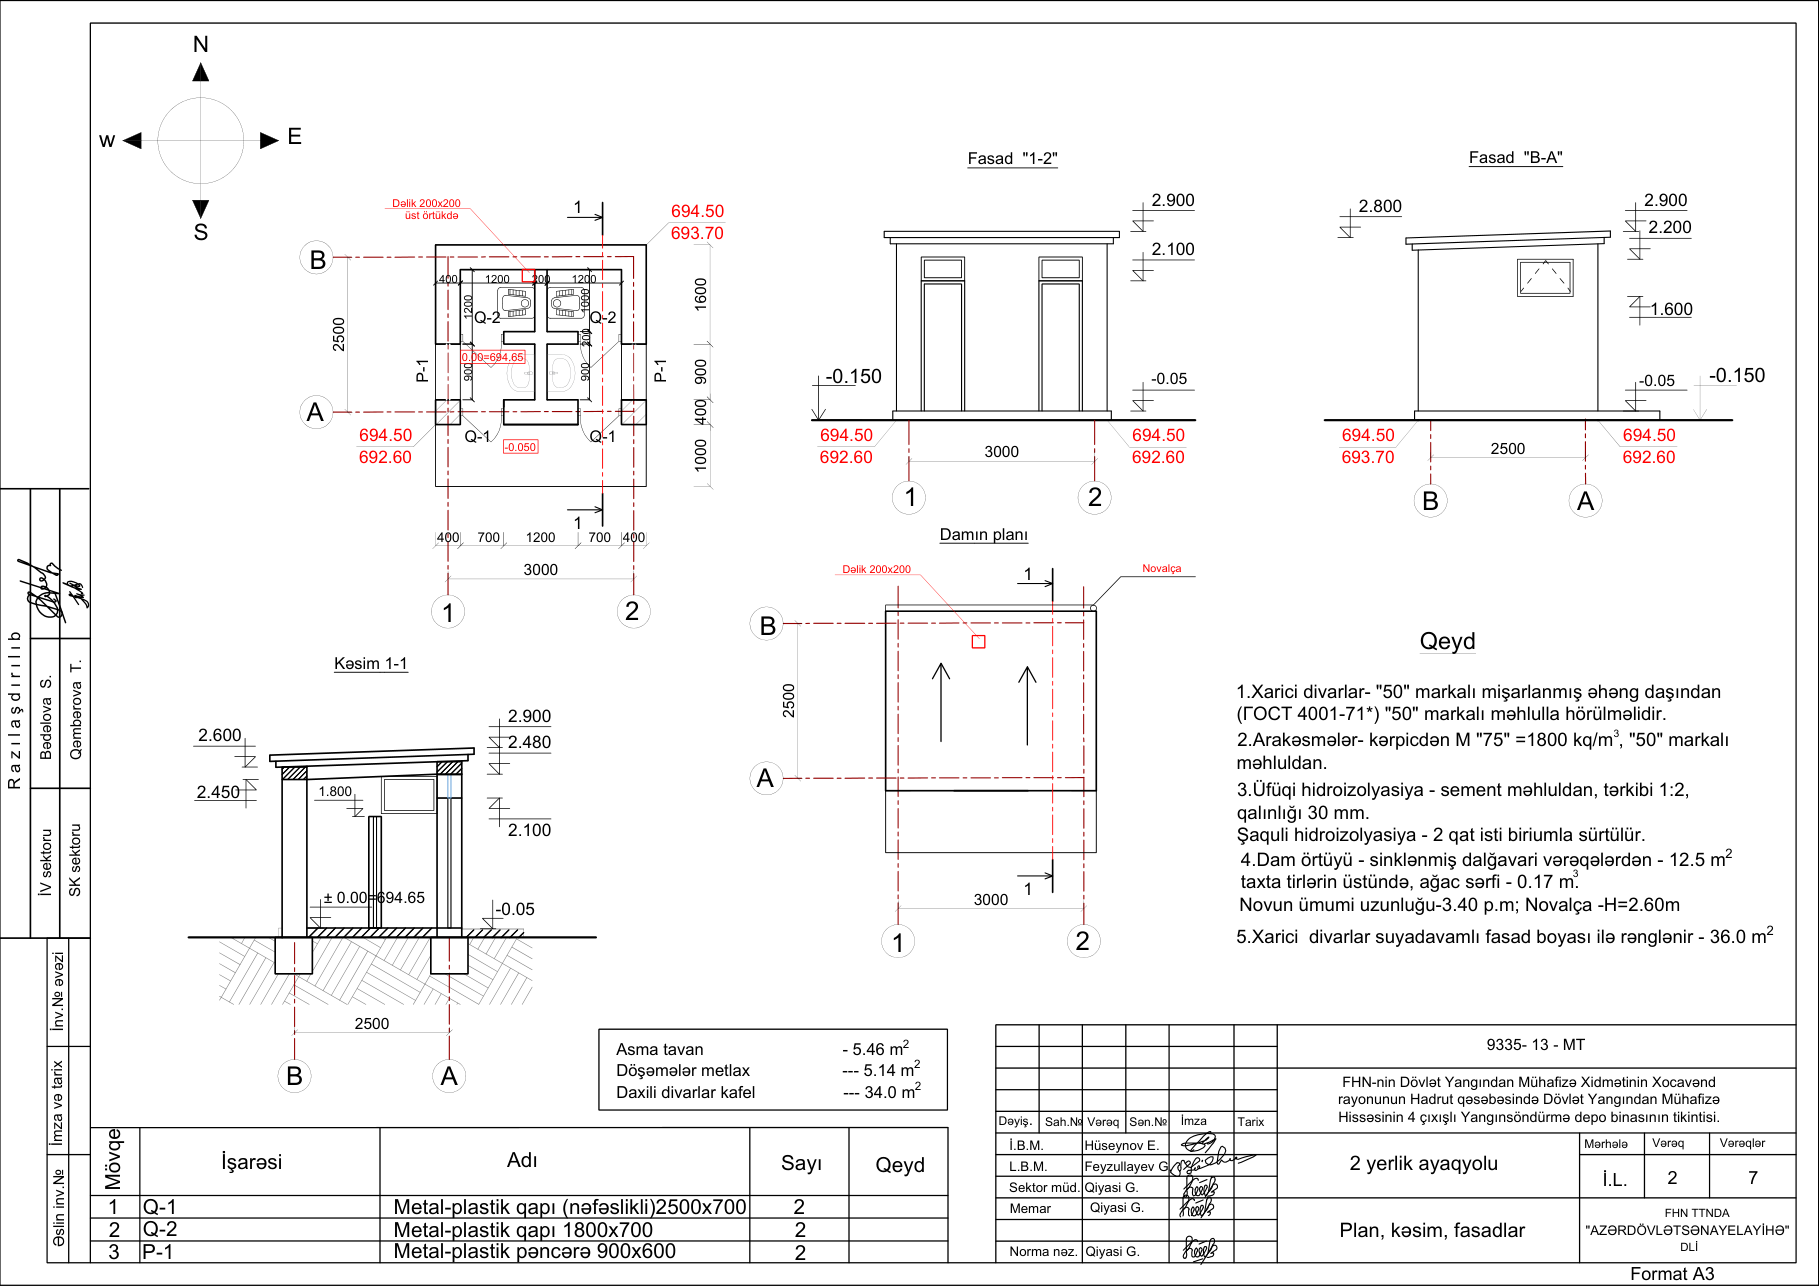 N
W
E
S
Dəlik 200x200
üst örtükdə
1
694.50
693.70
B
400
1200
200
1200
1200
1000
Q-2
Q-2
200
2500
1600
P-1
0.00=694.65
900
900
P-1
900
A
400
694.50
692.60
Q-1
-0.050
Q-1
1000
1
400
700
1200
700
400
3000
1
2
Fasad "1-2"
2.900
2.100
-0.150
-0.05
694.50
692.60
694.50
692.60
3000
1
2
Fasad "B-A"
2.800
2.900
2.200
1.600
-0.05
-0.150
694.50
693.70
694.50
692.60
2500
B
A
Damın planı
Dəlik 200x200
1
Novalça
B
2500
A
1
3000
1
2
Kəsim 1-1
2.600
2.900
2.480
2.450
1.800
2.100
± 0.00=694.65
-0.05
2500
B
A
Qeyd
1.Xarici divarlar- "50" markalı mişarlanmış əhəng daşından
(ГОСТ 4001-71*) "50" markalı məhlulla hörülməlidir.
2.Arakəsmələr- kərpicdən M "75" =1800 kq/m³, "50" markalı
məhluldan.
3.Üfüqi hidroizolyasiya - sement məhluldan, tərkibi 1:2,
qalınlığı 30 mm.
Şaquli hidroizolyasiya - 2 qat isti biriumla sürtülür.
4.Dam örtüyü - sinklənmiş dalğavari vərəqələrdən - 12.5 m²
taxta tirlərin üstündə, ağac sərfi - 0.17 m³.
Novun ümumi uzunluğu-3.40 p.m; Novalça -H=2.60m
5.Xarici divarlar suyadavamlı fasad boyası ilə rənglənir - 36.0 m²
Asma tavan - 5.46 m²
Döşəmələr metlax --- 5.14 m²
Daxili divarlar kafel --- 34.0 m²
Mövqe İşarəsi Adı Sayı Qeyd
1 Q-1 Metal-plastik qapı (nəfəslikli)2500x700 2
2 Q-2 Metal-plastik qapı 1800x700 2
3 P-1 Metal-plastik pəncərə 900x600 2
Razılaşdırılıb
İV sektoru Bədəlova S.
SK sektoru Qəmbərova T.
İnv.№ əvəzi
İmza və tarix
Əslin inv.№
9335- 13 - MT
FHN-nin Dövlət Yangından Mühafizə Xidmətinin Xocavənd
rayonunun Hadrut qəsəbəsində Dövlət Yangından Mühafizə
Hissəsinin 4 çıxışlı Yangınsöndürmə depo binasının tikintisi.
Dəyiş. Sah.№ Vərəq Sən.№ İmza Tarix
İ.B.M. Hüseynov E.
L.B.M. Feyzullayev G
Sektor müd. Qiyasi G.
Memar Qiyasi G.
Norma nəz. Qiyasi G.
2 yerlik ayaqyolu
Mərhələ Vərəq Vərəqlər
İ.L. 2 7
Plan, kəsim, fasadlar
FHN TTNDA
"AZƏRDÖVLƏTSƏNAYELAYİHƏ"
DLİ
Format A3